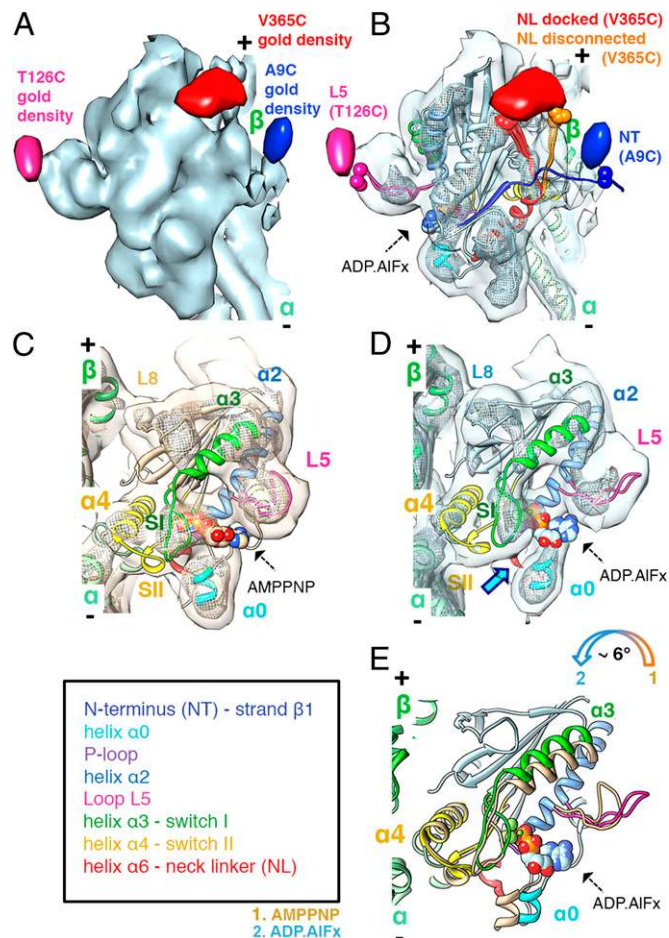 A
V365C
gold density
+
T126C
gold
density
A9C
gold
density
β
α
-
B
NL docked (V365C)
NL disconnected
(V365C)
+
L5
(T126C)
β
NT
(A9C)
ADP.AlFx
α
-
C
+
β
L8
α2
α3
L5
α4
SI
α
SII
-
α0
AMPPNP
D
+
β
L8
α3
α2
L5
α4
SI
α
SII
-
α0
ADP.AlFx
N-terminus (NT) - strand β1
helix α0
P-loop
helix α2
Loop L5
helix α3 - switch I
helix α4 - switch II
helix α6 - neck linker (NL)
1. AMPPNP
2. ADP.AlFx
E
~ 6°
2 1
+
β
α3
α4
α
-
α0
ADP.AlFx